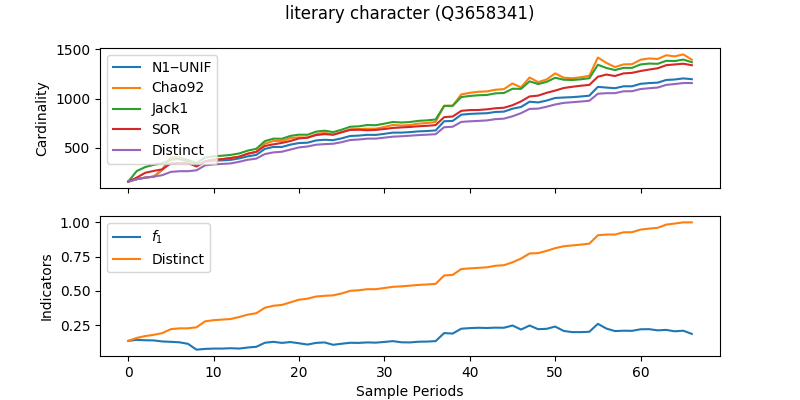 literary character (Q3658341)
1500
1000
500
Cardinality
N1−UNIF
Chao92
Jack1
SOR
Distinct
1.00
0.75
0.50
0.25
Indicators
f1
Distinct
0 10 20 30 40 50 60
Sample Periods